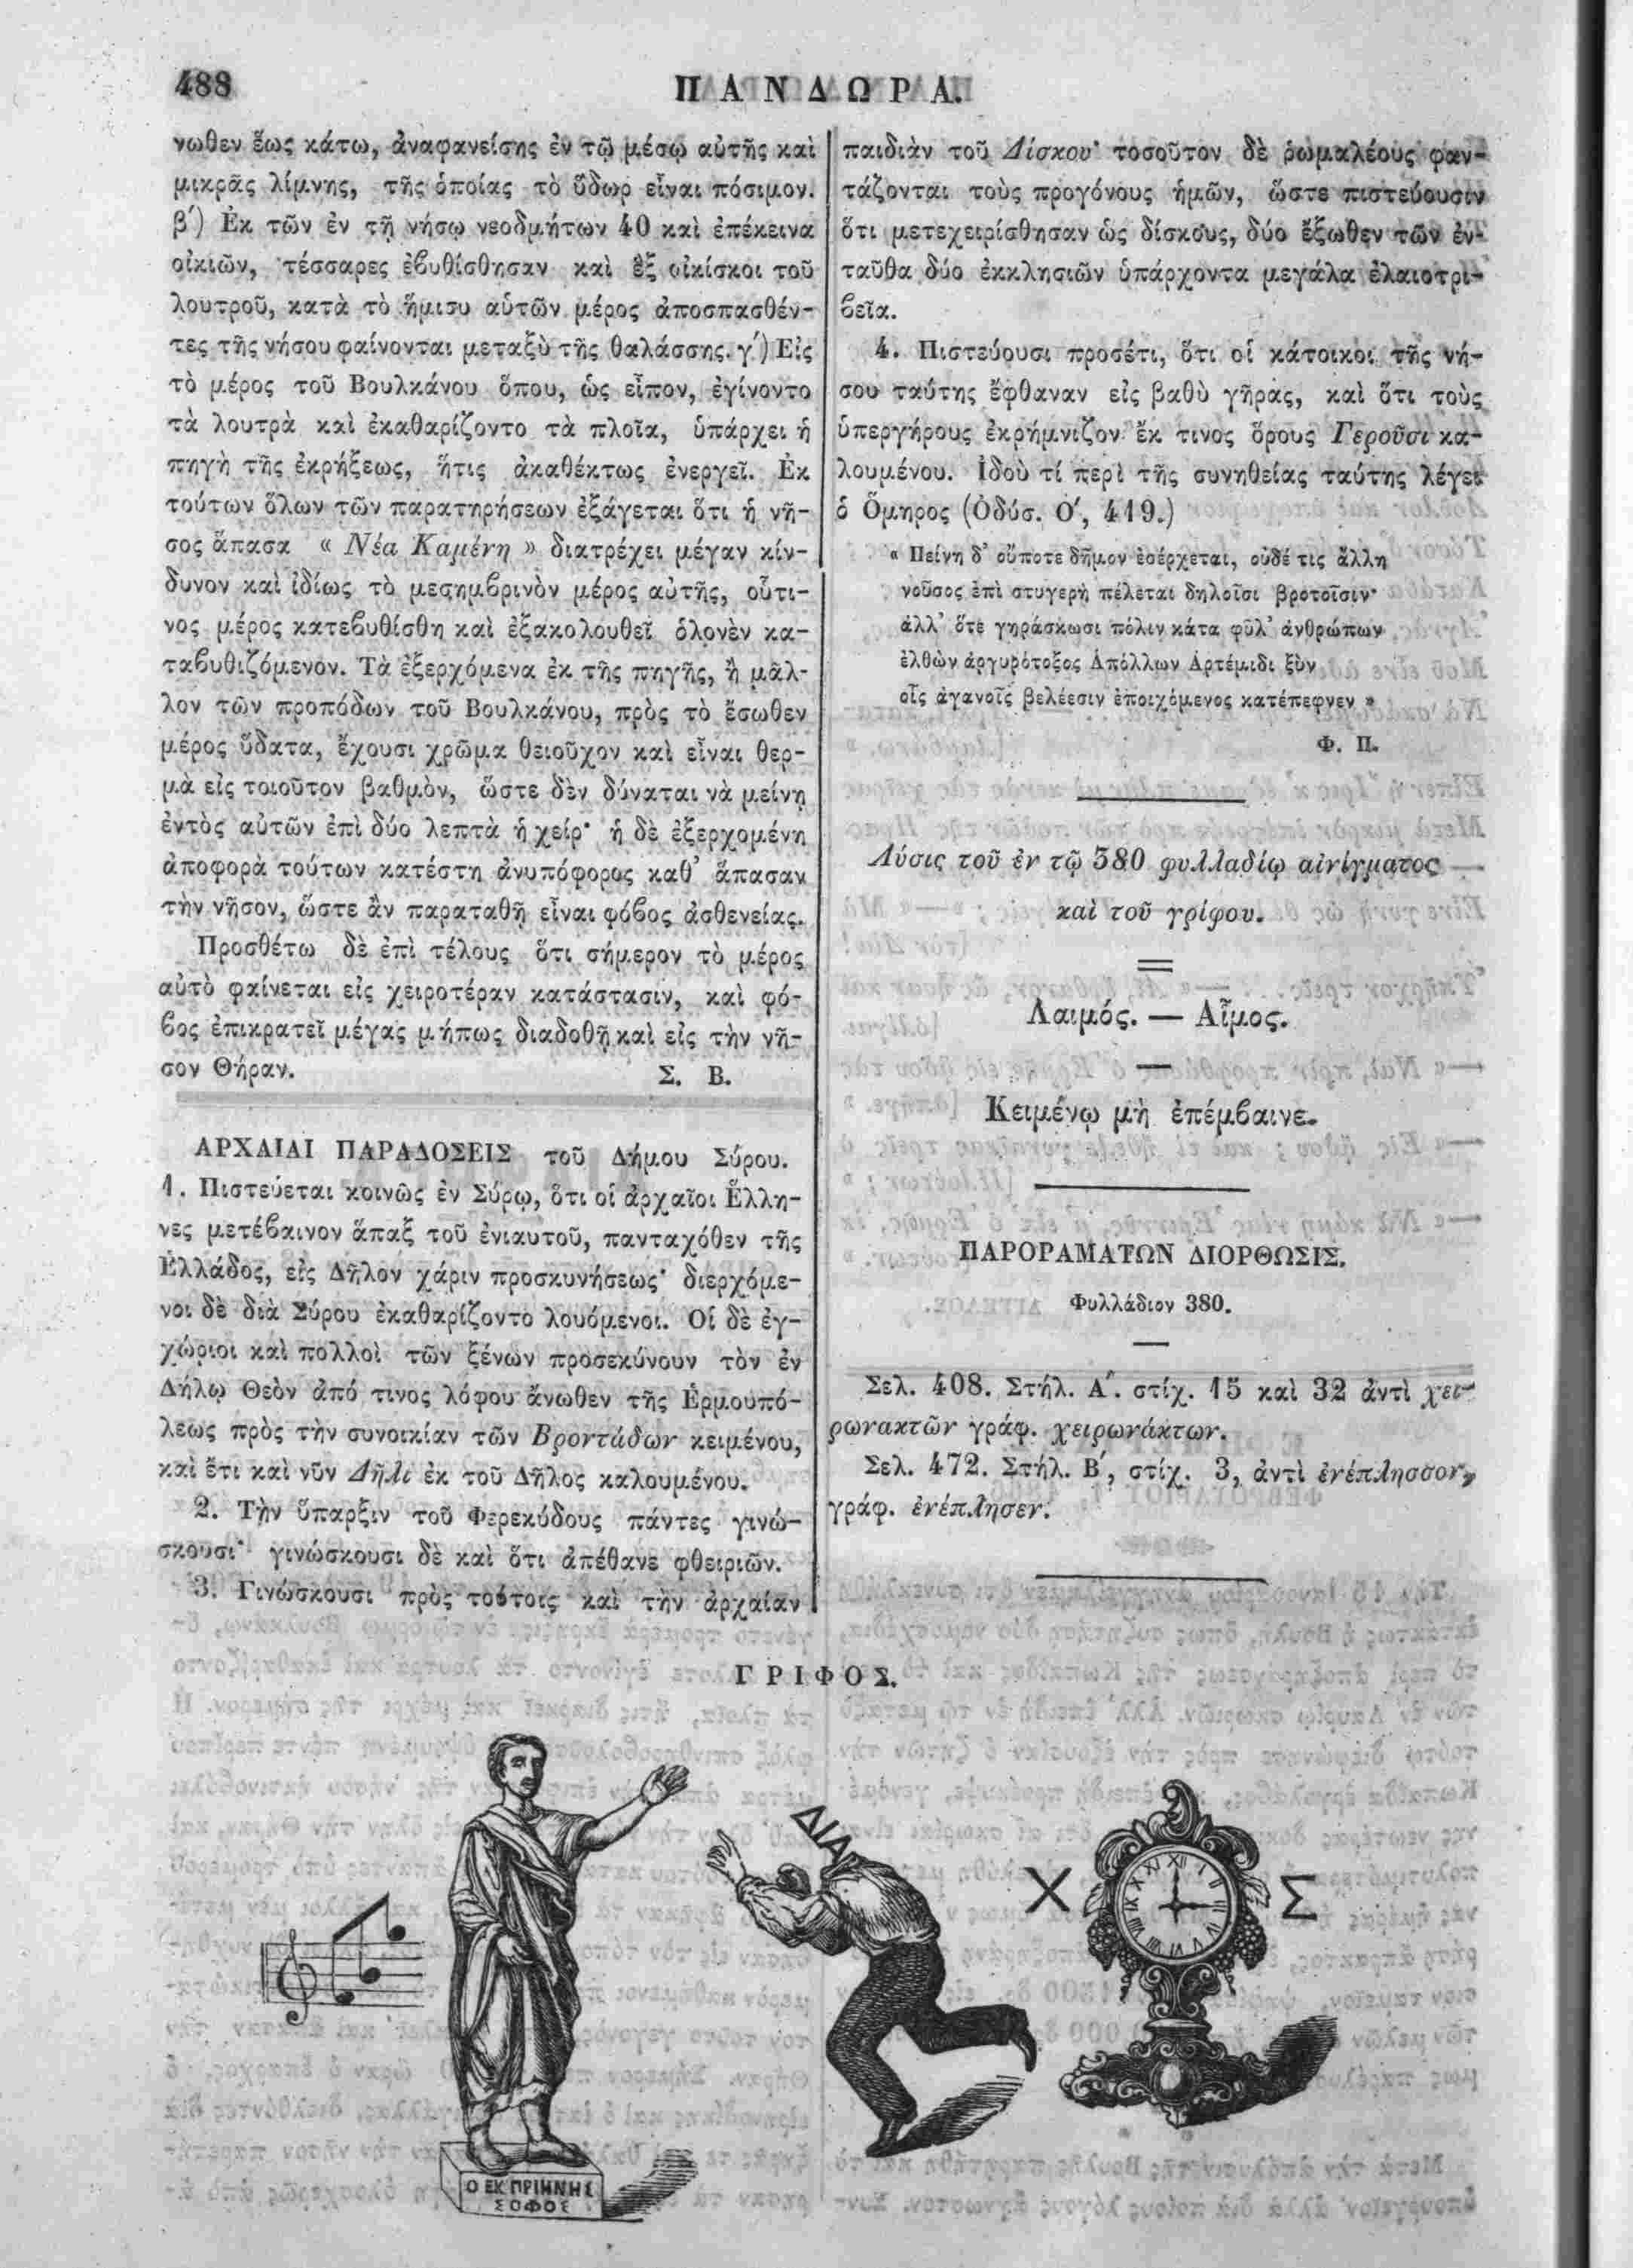 488
ΠΑΝΔΩΡΑ.
νωθεν ἕως κάτω, ἀναφανείσης ἐν τῷ μέσῳ αὐτῆς καὶ
μικρᾶς λίμνης, τῆς ὁποίας τὸ ὕδωρ εἶναι πόσιμον.
β΄) Ἐκ τῶν ἐν τῇ νήσῳ νεοδμήτων 40 καὶ ἐπέκεινα
οἰκιῶν, τέσσαρες ἐβυθίσθησαν καὶ ἓξ οἰκίσκοι τοῦ
λουτροῦ, κατὰ τὸ ἥμισυ αὑτῶν μέρος ἀποσπασθέν-
τες τῆς νήσου φαίνονται μεταξὺ τῆς θαλάσσης. γ΄) Εἰς
τὸ μέρος τοῦ Βουλκάνου ὅπου, ὡς εἶπον, ἐγίνοντο
τὰ λουτρὰ καὶ ἐκαθαρίζοντο τὰ πλοῖα, ὑπάρχει ἡ
πηγὴ τῆς ἐκρήξεως, ἥτις ἀκαθέκτως ἐνεργεῖ. Ἐκ
τούτων ὅλων τῶν παρατηρήσεων ἐξάγεται ὅτι ἡ νῆ-
σος ἅπασα « Νέα Καμένη » διατρέχει μέγαν κίν-
δυνον καὶ ἰδίως τὸ μεσημβρινὸν μέρος αὐτῆς, οὗτι-
νος μέρος κατεβυθίσθη καὶ ἐξακολουθεῖ ὁλονὲν κα-
ταβυθιζόμενον. Τὰ ἐξερχόμενα ἐκ τῆς πηγῆς, ἢ μᾶλ-
λον τῶν προπόδων τοῦ Βουλκάνου, πρὸς τὸ ἔσωθεν
μέρος ὕδατα, ἔχουσι χρῶμα θειοῦχον καὶ εἶναι θερ-
μὰ εἰς τοιοῦτον βαθμὸν, ὥστε δὲν δύναται νὰ μείνῃ
ἐντὸς αὐτῶν ἐπὶ δύο λεπτὰ ἡ χείρ· ἡ δὲ ἐξερχομένη
ἀποφορὰ τούτων κατέστη ἀνυπόφορος καθ᾽ ἅπασαν
τὴν νῆσον, ὥστε ἂν παραταθῇ εἶναι φόβος ἀσθενείας.
Προσθέτω δὲ ἐπὶ τέλους ὅτι σήμερον τὸ μέρος
αὐτὸ φαίνεται εἰς χειροτέραν κατάστασιν, καὶ φό-
βος ἐπικρατεῖ μέγας μήπως διαδοθῇ καὶ εἰς τὴν νῆ-
σον Θήραν. Σ. Β.
ΑΡΧΑΙΑΙ ΠΑΡΑΔΟΣΕΙΣ τοῦ Δήμου Σύρου.
1. Πιστεύεται κοινῶς ἐν Σύρῳ, ὅτι οἱ ἀρχαῖοι Ἕλλη-
νες μετέβαινον ἅπαξ τοῦ ἐνιαυτοῦ, πανταχόθεν τῆς
Ἑλλάδος, εἰς Δῆλον χάριν προσκυνήσεως· διερχόμε-
νοι δὲ διὰ Σύρου ἐκαθαρίζοντο λουόμενοι. Οἱ δὲ ἐγ-
χώριοι καὶ πολλοὶ τῶν ξένων προσεκύνουν τὸν ἐν
Δήλῳ Θεὸν ἀπό τινος λόφου ἄνωθεν τῆς Ἑρμουπό-
λεως πρὸς τὴν συνοικίαν τῶν Βροντάδων κειμένου,
καὶ ἔτι καὶ νῦν Δῆλι ἐκ τοῦ Δῆλος καλουμένου.
2. Τὴν ὕπαρξιν τοῦ Φερεκύδους πάντες γινώ-
σκουσι· γινώσκουσι δὲ καὶ ὅτι ἀπέθανε φθειριῶν.
3. Γινώσκουσι πρὸς τούτοις καὶ τὴν ἀρχαίαν
παιδιὰν τοῦ Δίσκου· τοσοῦτον δὲ ῥωμαλέους φαν-
τάζονται τοὺς προγόνους ἡμῶν, ὥστε πιστεύουσιν
ὅτι μετεχειρίσθησαν ὡς δίσκους, δύο ἔξωθεν τῶν ἐν-
ταῦθα δύο ἐκκλησιῶν ὑπάρχοντα μεγάλα ἐλαιοτρι-
βεῖα.
4. Πιστεύουσι προσέτι, ὅτι οἱ κάτοικοι τῆς νή-
σου ταύτης ἔφθαναν εἰς βαθὺ γῆρας, καὶ ὅτι τοὺς
ὑπεργήρους ἐκρήμνιζον ἔκ τινος ὄρους Γεροῦσι κα-
λουμένου. Ἰδοὺ τί περὶ τῆς συνηθείας ταύτης λέγει
ὁ Ὅμηρος (Ὀδύσ. Ο΄, 419.)
« Πείνη δ᾽ οὔποτε δῆμον ἐσέρχεται, οὐδέ τις ἄλλη
νοῦσος ἐπὶ στυγερὴ πέλεται δηλοῖσι βροτοῖσιν·
ἀλλ᾽ ὅτε γηράσκωσι πόλιν κάτα φῦλ᾽ ἀνθρώπων
ἐλθὼν ἀργυρότοξος Ἀπόλλων Ἀρτέμιδι ξὺν
οἷς ἀγανοῖς βελέεσιν ἐποιχόμενος κατέπεφνεν »
Φ. Π.
Λύσις τοῦ ἐν τῷ 380 φυλλαδίῳ αἰνίγματος
καὶ τοῦ γρίφου.
Λαιμός. — Αἷμος.
Κειμένῳ μὴ ἐπέμβαινε.
ΠΑΡΟΡΑΜΑΤΩΝ ΔΙΟΡΘΩΣΙΣ.
Φυλλάδιον 380.
Σελ. 408. Στήλ. Α΄. στίχ. 15 καὶ 32 ἀντὶ χει-
ρωνακτῶν γράφ. χειρωνάκτων.
Σελ. 472. Στήλ. Β΄, στίχ. 3, ἀντὶ ἐνέπλησσον,
γράφ. ἐνέπλησεν.
ΓΡΙΦΟΣ.
ΔΙΑ
Χ Σ
Ο ΕΚ ΠΡΙΗΝΗΣ
ΣΟΦΟΣ